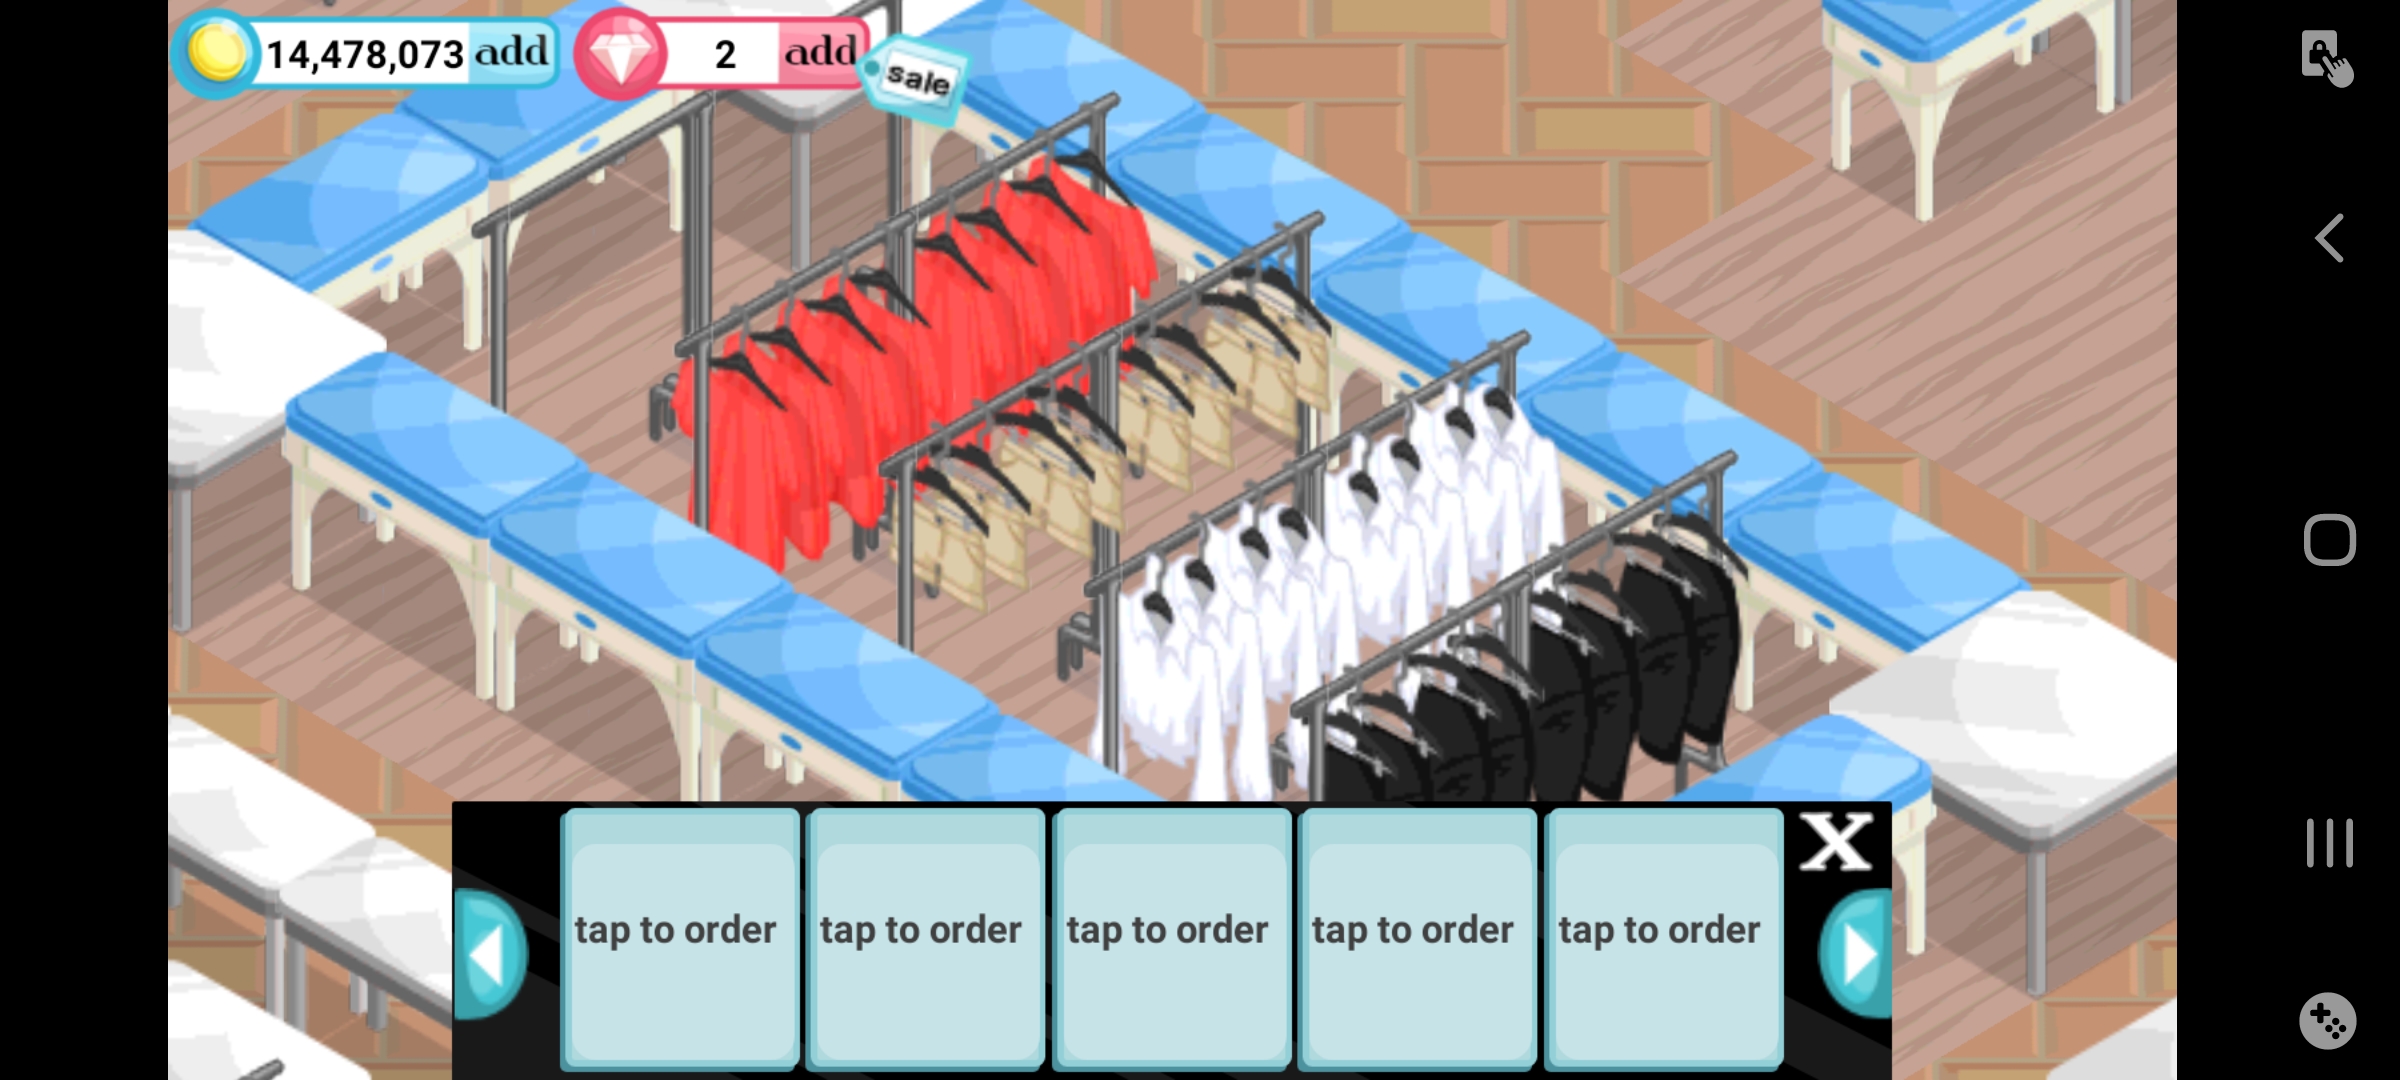 14,478,073 add 2 add
sale
X
tap to order tap to order tap to order tap to order tap to order